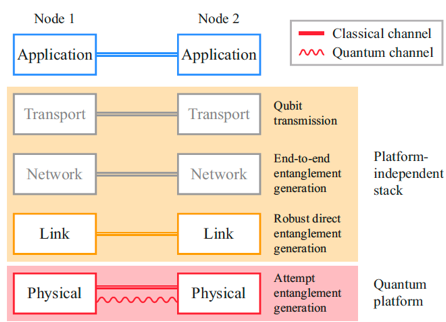 Node 1
Node 2
Classical channel
Quantum channel
Application
Application
Transport
Transport
Qubit
transmission
Network
Network
End-to-end
entanglement
generation
Platform-
independent
stack
Link
Link
Robust direct
entanglement
generation
Physical
Physical
Attempt
entanglement
generation
Quantum
platform